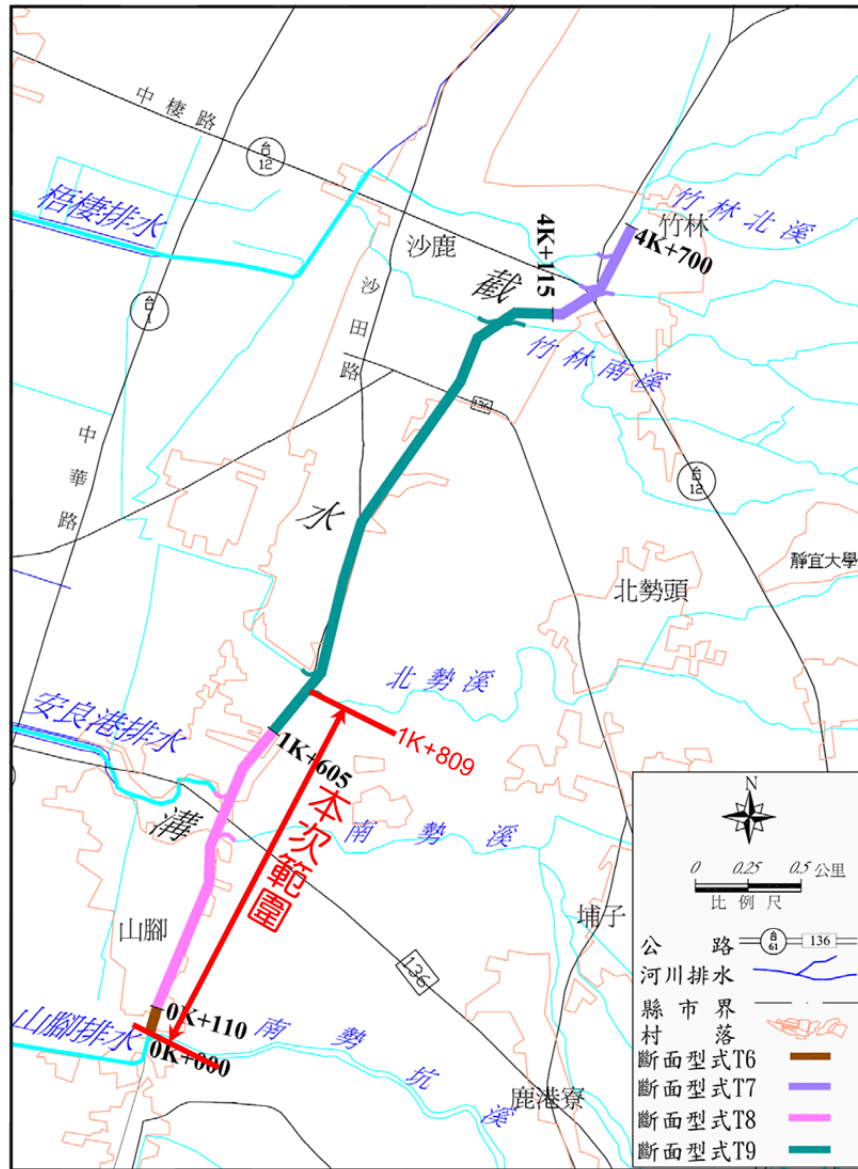 中棲路
台
12
竹林北溪
梧棲排水
沙鹿
竹林
4K+115
4K+700
截
台
1
沙田路
竹林南溪
136
中華路
台
12
水
靜宜大學
北勢頭
北勢溪
安良港排水
1K+809
1K+605
本次範圍
溝
南勢溪
N
0 0.25 0.5 公里
比例尺
山腳
埔子
136
公路 台 61 136
河川排水
縣市界
村落
0K+110
山腳排水
南勢坑溪
0K+000
鹿港寮
斷面型式T6
斷面型式T7
斷面型式T8
斷面型式T9